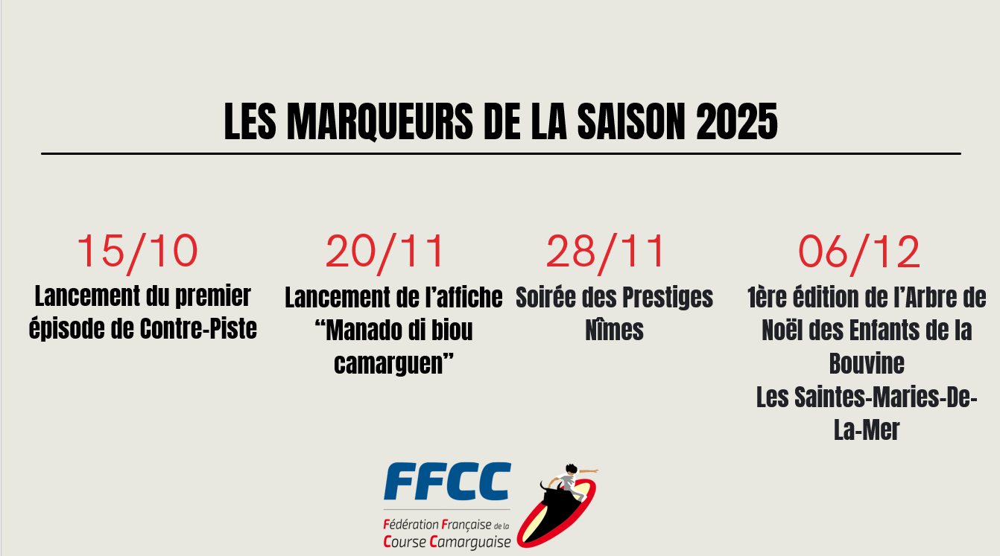 LES MARQUEURS DE LA SAISON 2025
15/10
Lancement du premier
épisode de Contre-Piste
20/11
Lancement de l’affiche
“Manado di biou
camarguen”
28/11
Soirée des Prestiges
Nîmes
06/12
1ère édition de l’Arbre de
Noël des Enfants de la
Bouvine
Les Saintes-Maries-De-
La-Mer
FFCC
Fédération Française de la
Course Camarguaise